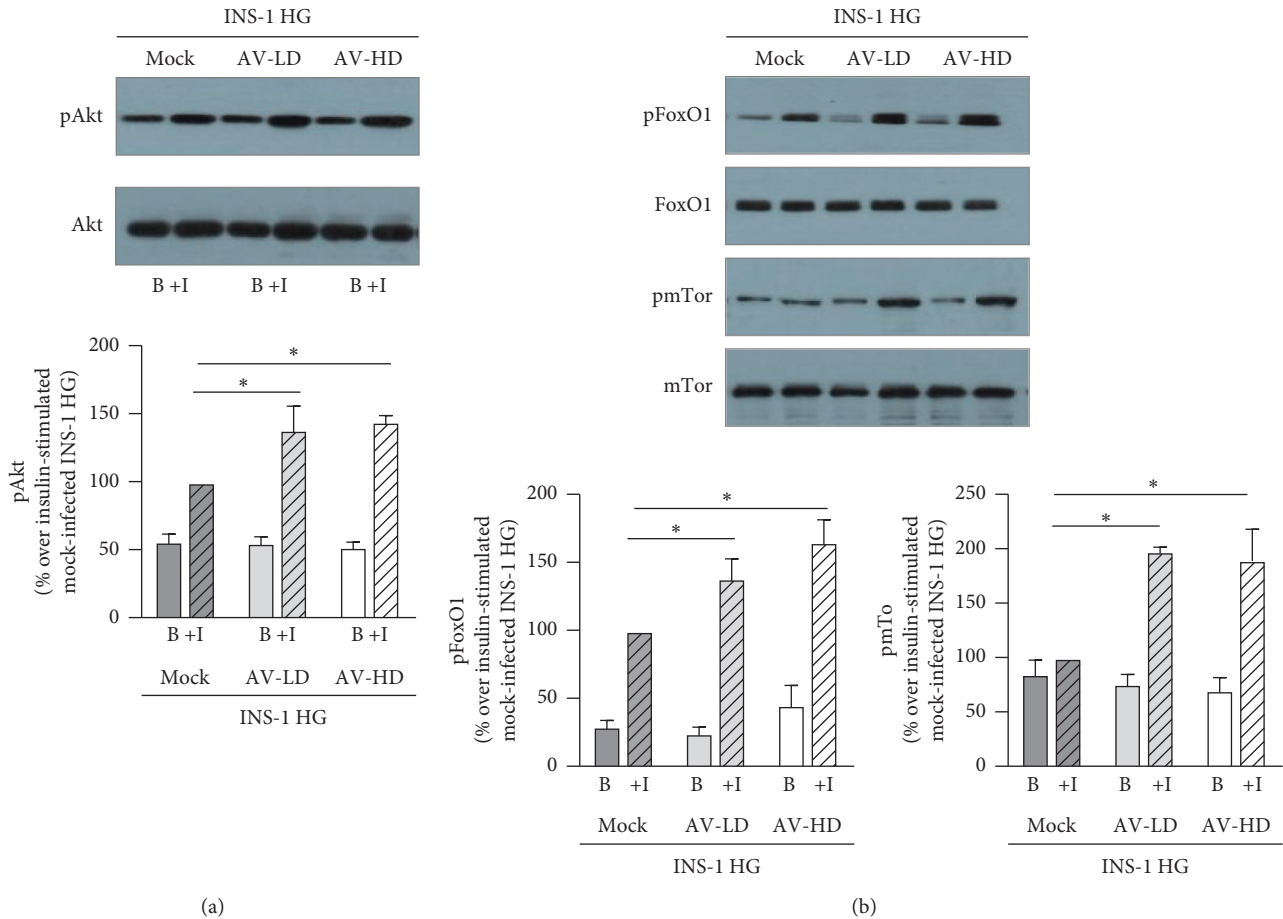 INS-1 HG
Mock AV-LD AV-HD
pAkt
Akt
B +I B +I B +I
200
150
100
50
0
pAkt
(% over insulin-stimulated
mock-infected INS-1 HG)
* *
B +I B +I B +I
Mock AV-LD AV-HD
INS-1 HG
(a)
INS-1 HG
Mock AV-LD AV-HD
pFoxO1
FoxO1
pmTor
mTor
200
150
100
50
0
pFoxO1
(% over insulin-stimulated
mock-infected INS-1 HG)
* *
B +I B +I B +I
Mock AV-LD AV-HD
INS-1 HG
250
200
150
100
50
0
pmTo
(% over insulin-stimulated
mock-infected INS-1 HG)
* *
B +I B +I B +I
Mock AV-LD AV-HD
INS-1 HG
(b)